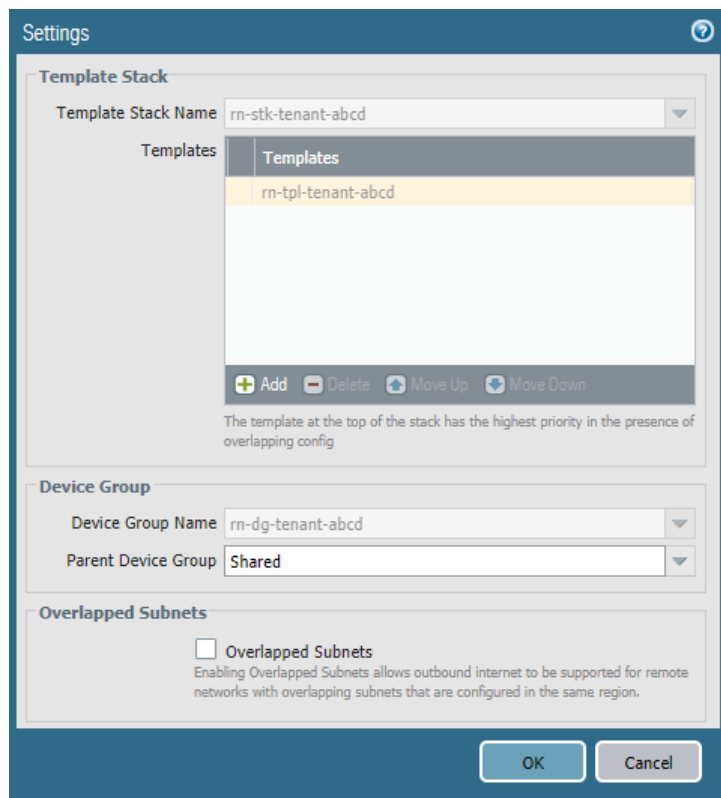 Settings
?
Template Stack
Template Stack Name rn-stk-tenant-abcd
Templates Templates
rn-tpl-tenant-abcd
Add Delete Move Up Move Down
The template at the top of the stack has the highest priority in the presence of
overlapping config
Device Group
Device Group Name rn-dg-tenant-abcd
Parent Device Group Shared
Overlapped Subnets
Overlapped Subnets
Enabling Overlapped Subnets allows outbound internet to be supported for remote
networks with overlapping subnets that are configured in the same region.
OK Cancel